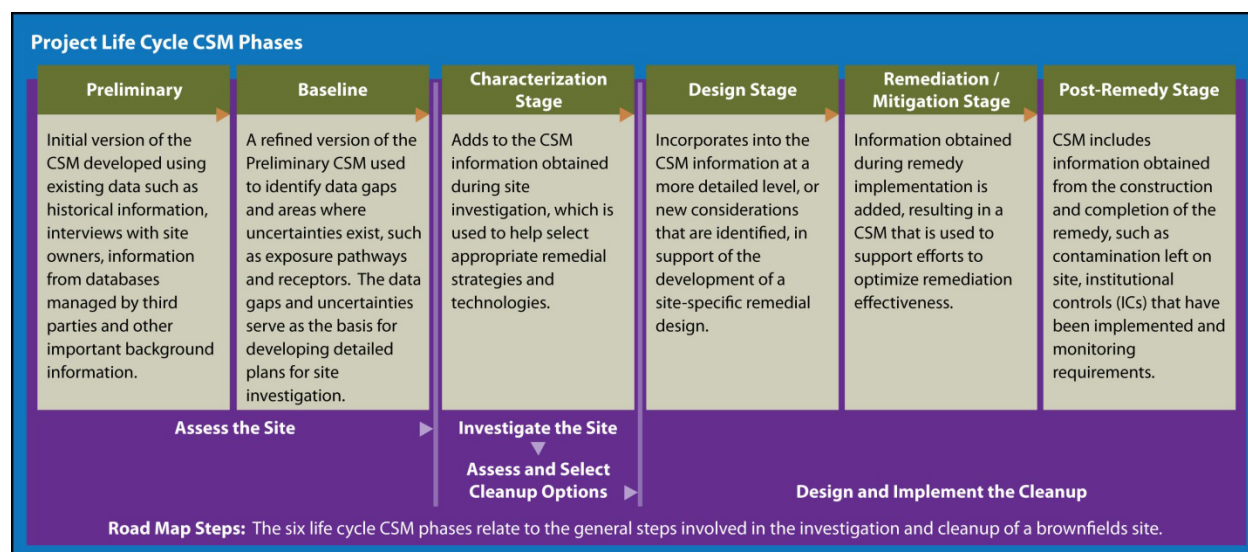 Project Life Cycle CSM Phases
Preliminary
Initial version of the
CSM developed using
existing data such as
historical information,
interviews with site
owners, information
from databases
managed by third
parties and other
important background
information.
Baseline
A refined version of the
Preliminary CSM used
to identify data gaps
and areas where
uncertainties exist, such
as exposure pathways
and receptors. The data
gaps and uncertainties
serve as the basis for
developing detailed
plans for site
investigation.
Characterization
Stage
Adds to the CSM
information obtained
during site
investigation, which is
used to help select
appropriate remedial
strategies and
technologies.
Design Stage
Incorporates into the
CSM information at a
more detailed level, or
new considerations
that are identified, in
support of the
development of a
site-specific remedial
design.
Remediation /
Mitigation Stage
Information obtained
during remedy
implementation is
added, resulting in a
CSM that is used to
support efforts to
optimize remediation
effectiveness.
Post-Remedy Stage
CSM includes
information obtained
from the construction
and completion of the
remedy, such as
contamination left on
site, institutional
controls (ICs) that have
been implemented and
monitoring
requirements.
Assess the Site
Investigate the Site
Assess and Select
Cleanup Options
Design and Implement the Cleanup
Road Map Steps: The six life cycle CSM phases relate to the general steps involved in the investigation and cleanup of a brownfields site.